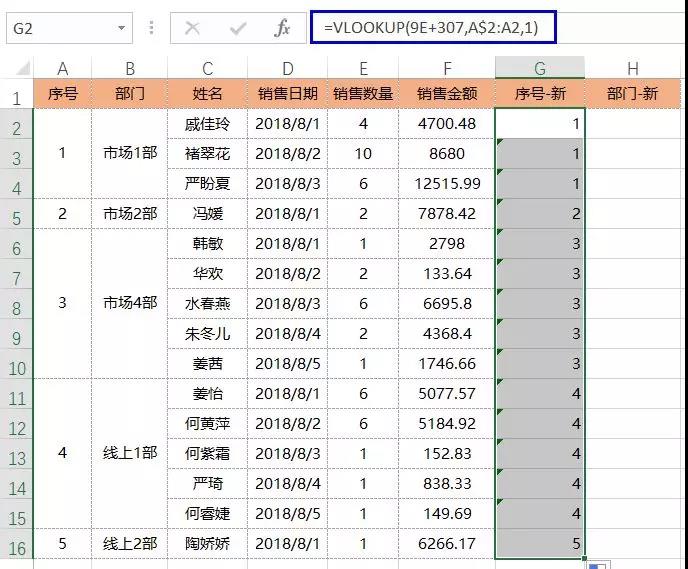 G2 fx =VLOOKUP(9E+307,A$2:A2,1)
A B C D E F G H
1 序号 部门 姓名 销售日期 销售数量 销售金额 序号-新 部门-新
2 戚佳玲 2018/8/1 4 4700.48 1
3 1 市场1部 褚翠花 2018/8/2 10 8680 1
4 严盼夏 2018/8/3 6 12515.99 1
5 2 市场2部 冯媛 2018/8/1 2 7878.42 2
6 韩敏 2018/8/1 1 2798 3
7 华欢 2018/8/2 2 133.64 3
8 3 市场4部 水春燕 2018/8/3 6 6695.8 3
9 朱冬儿 2018/8/4 2 4368.4 3
10 姜茜 2018/8/5 1 1746.66 3
11 姜怡 2018/8/1 6 5077.57 4
12 何黄萍 2018/8/2 6 5184.92 4
13 4 线上1部 何紫霜 2018/8/3 1 152.83 4
14 严琦 2018/8/4 1 838.33 4
15 何睿婕 2018/8/5 1 149.69 4
16 5 线上2部 陶娇娇 2018/8/1 1 6266.17 5